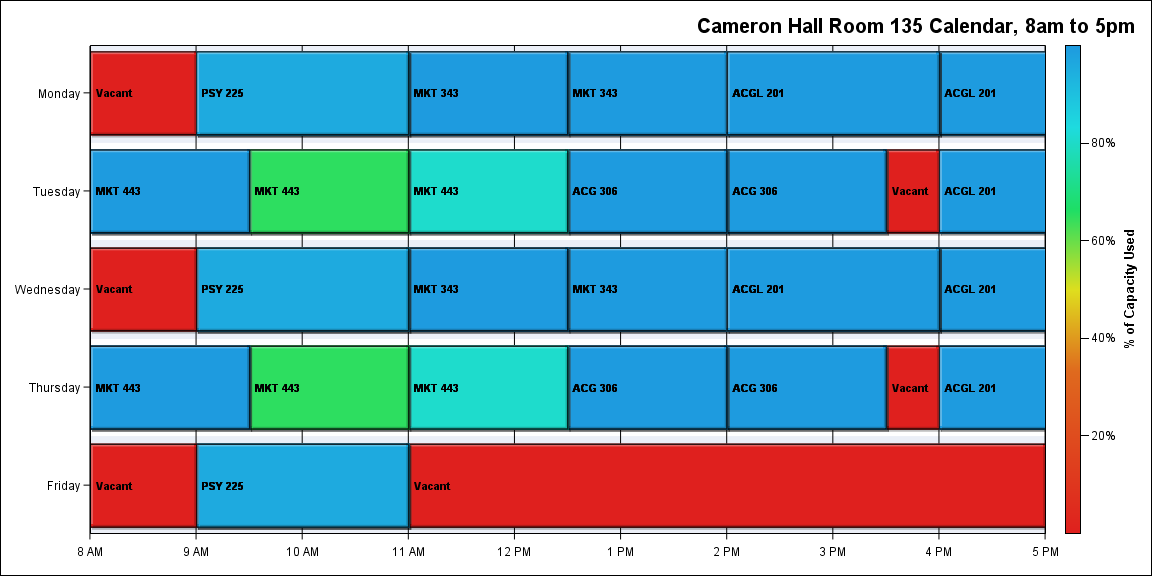 Cameron Hall Room 135 Calendar, 8am to 5pm
Monday
Vacant
PSY 225
MKT 343
MKT 343
ACGL 201
ACGL 201
Tuesday
MKT 443
MKT 443
MKT 443
ACG 306
ACG 306
Vacant
ACGL 201
Wednesday
Vacant
PSY 225
MKT 343
MKT 343
ACGL 201
ACGL 201
Thursday
MKT 443
MKT 443
MKT 443
ACG 306
ACG 306
Vacant
ACGL 201
Friday
Vacant
PSY 225
Vacant
8 AM
9 AM
10 AM
11 AM
12 PM
1 PM
2 PM
3 PM
4 PM
5 PM
80%
60%
40%
20%
% of Capacity Used